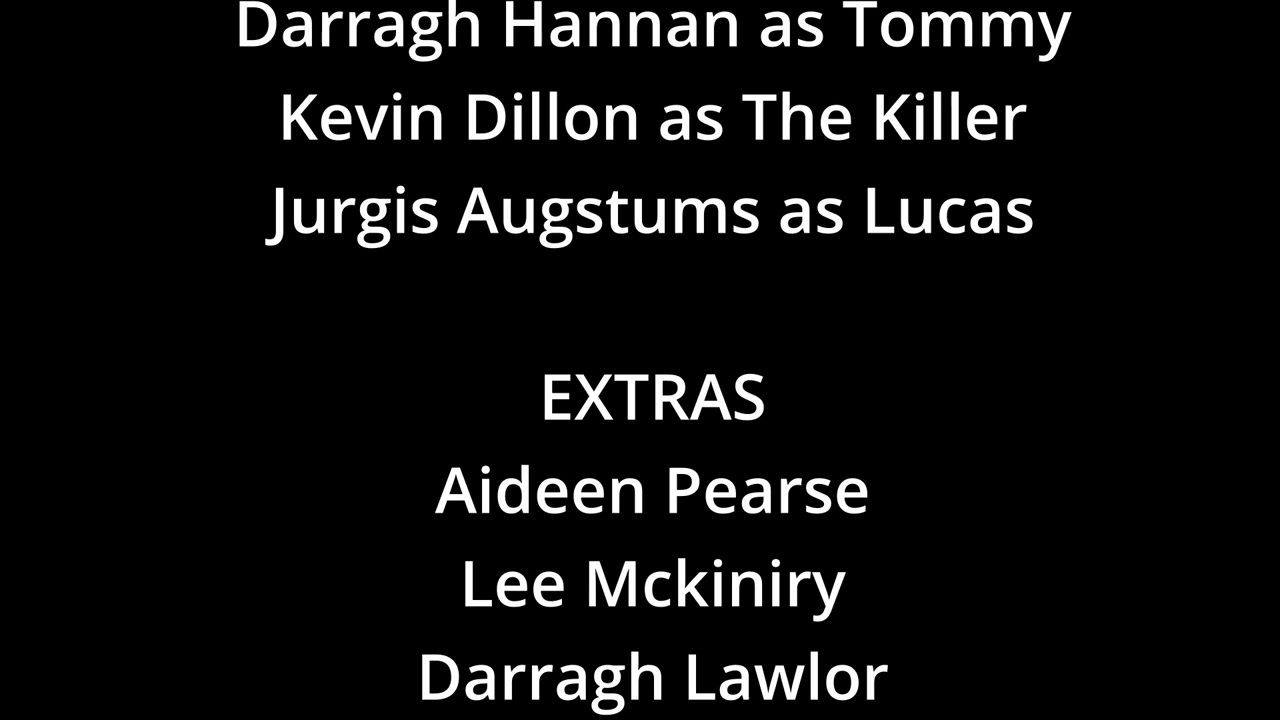 Darragh Hannan as Tommy
Kevin Dillon as The Killer
Jurgis Augstums as Lucas
EXTRAS
Aideen Pearse
Lee Mckiniry
Darragh Lawlor